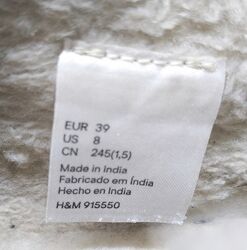 EUR 39
US 8
CN 245(1,5)
Made in India
Fabricado em Índia
Hecho en India
H&M 915550